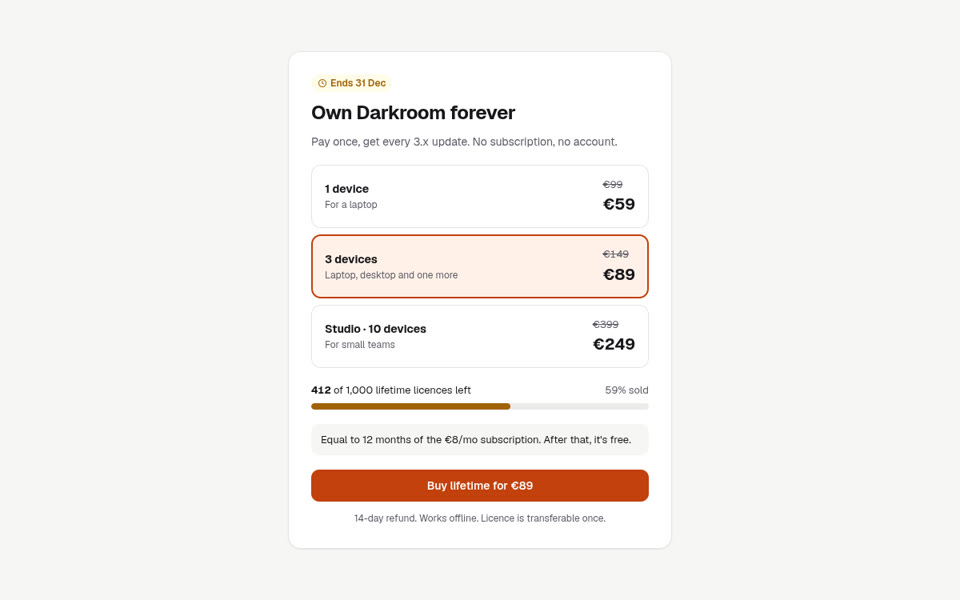 Ends 31 Dec
Own Darkroom forever
Pay once, get every 3.x update. No subscription, no account.
1 device
For a laptop
€99
€59
3 devices
Laptop, desktop and one more
€149
€89
Studio · 10 devices
For small teams
€399
€249
412 of 1,000 lifetime licences left
59% sold
Equal to 12 months of the €8/mo subscription. After that, it's free.
Buy lifetime for €89
14-day refund. Works offline. Licence is transferable once.